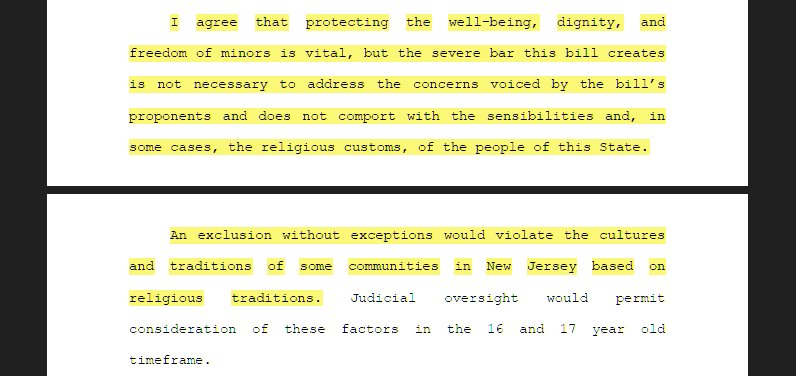 I agree that protecting the well-being, dignity, and
freedom of minors is vital, but the severe bar this bill creates
is not necessary to address the concerns voiced by the bill's
proponents and does not comport with the sensibilities and, in
some cases, the religious customs, of the people of this State.
An exclusion without exceptions would violate the cultures
and traditions of some communities in New Jersey based on
religious traditions. Judicial oversight would permit
consideration of these factors in the 16 and 17 year old
timeframe.